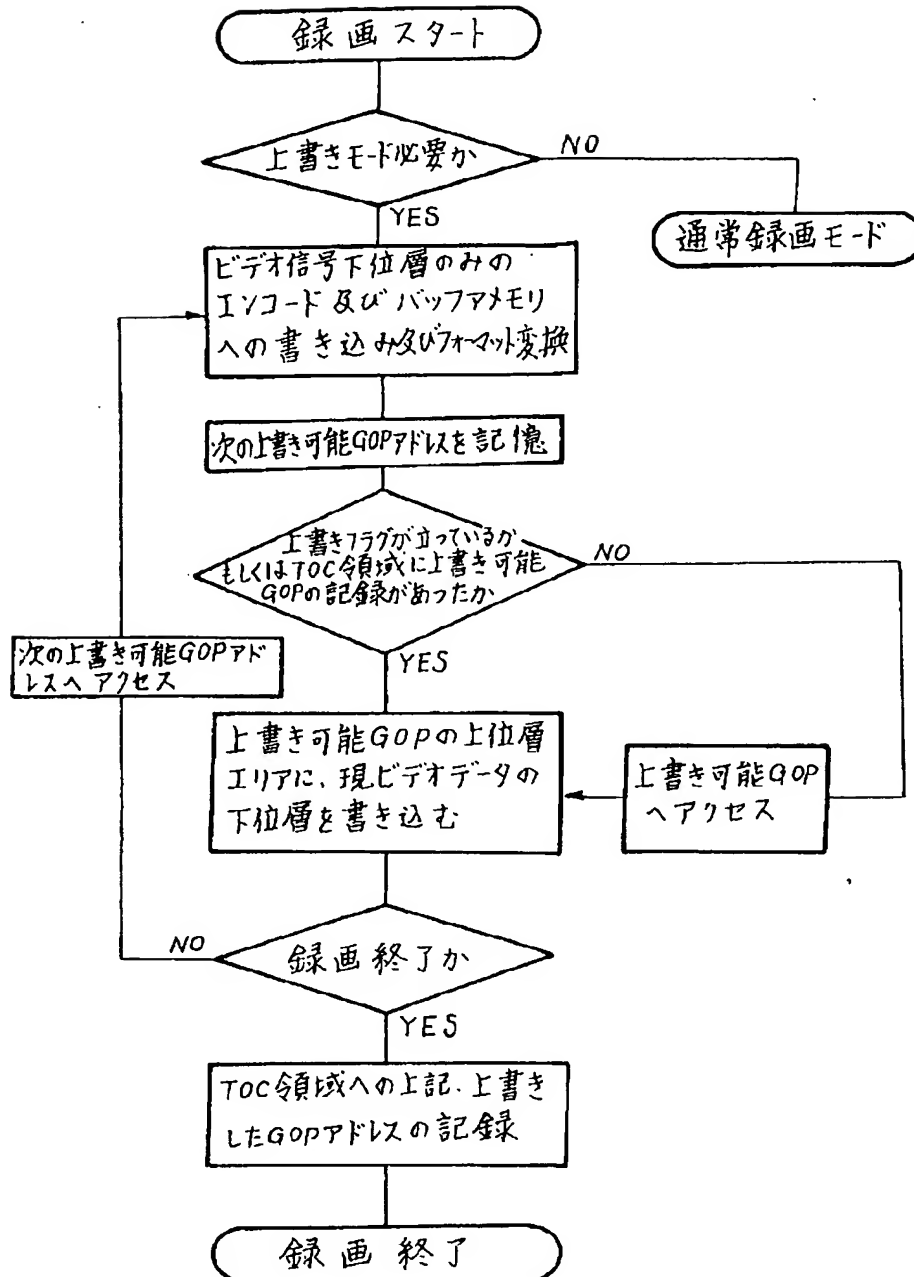 録画スタート
上書きモード必要か
NO
YES
通常録画モード
ビデオ信号下位層のみの
エンコード及びバッファメモリ
への書き込み及びフォーマット変換
次の上書き可能GOPアドレスを記憶
上書きフラグが立っているか
もしくはTOC領域に上書き可能
GOPの記録があったか
NO
YES
次の上書き可能GOPアド
レスへアクセス
上書き可能GOPの上位層
エリアに、現ビデオデータの
下位層を書き込む
上書き可能GOP
へアクセス
録画終了か
NO
YES
TOC領域への上記、上書き
したGOPアドレスの記録
録画終了